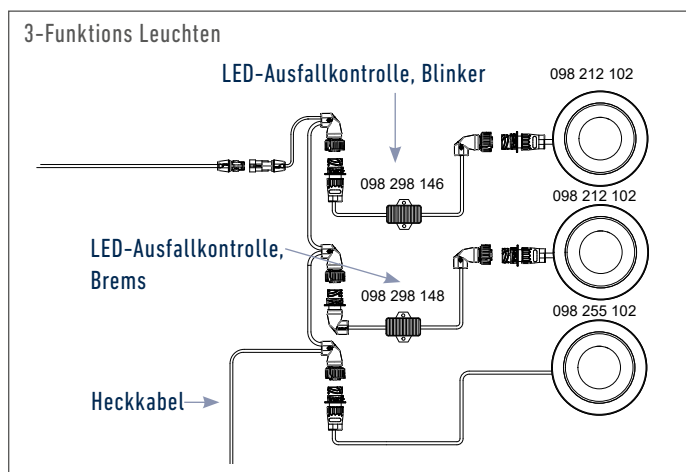 3-Funktions Leuchten
LED-Ausfallkontrolle, Blinker
098 212 102
098 298 146
098 212 102
LED-Ausfallkontrolle,
Brems
098 298 148
098 255 102
Heckkabel